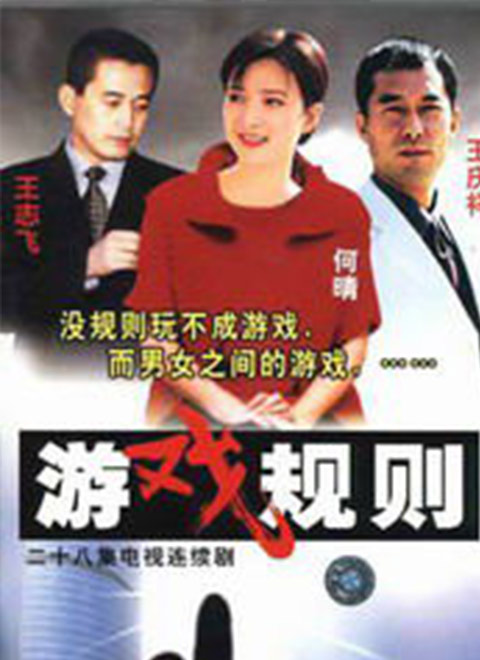 王志飞
王庆祥
何晴
没规则玩不成游戏.
而男女之间的游戏. ……
游戏规则
二十八集电视连续剧